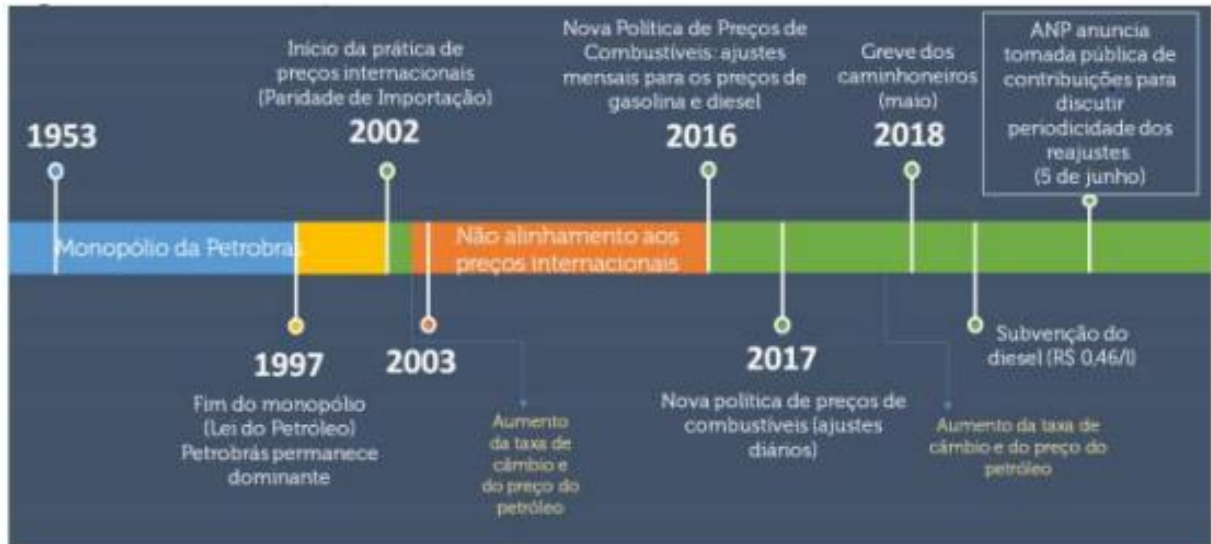 1953
Monopólio da Petrobras
1997
Fim do monopólio
(Lei do Petróleo)
Petrobrás permanece
dominante
Início da prática de
preços internacionais
(Paridade de Importação)
2002
2003
Aumento
da taxa de
câmbio e
do preço do
petróleo
Não alinhamento aos
preços internacionais
Nova Política de Preços de
Combustíveis: ajustes
mensais para os preços de
gasolina e diesel
2016
2017
Nova política de preços de
combustíveis (ajustes
diários)
Greve dos
caminhoneiros
(maio)
2018
Aumento da taxa de
câmbio e do preço do
petróleo
Subvenção do
diesel (R$ 0,46/l)
ANP anuncia
tomada pública de
contribuições para
discutir
periodicidade dos
reajustes
(5 de junho)